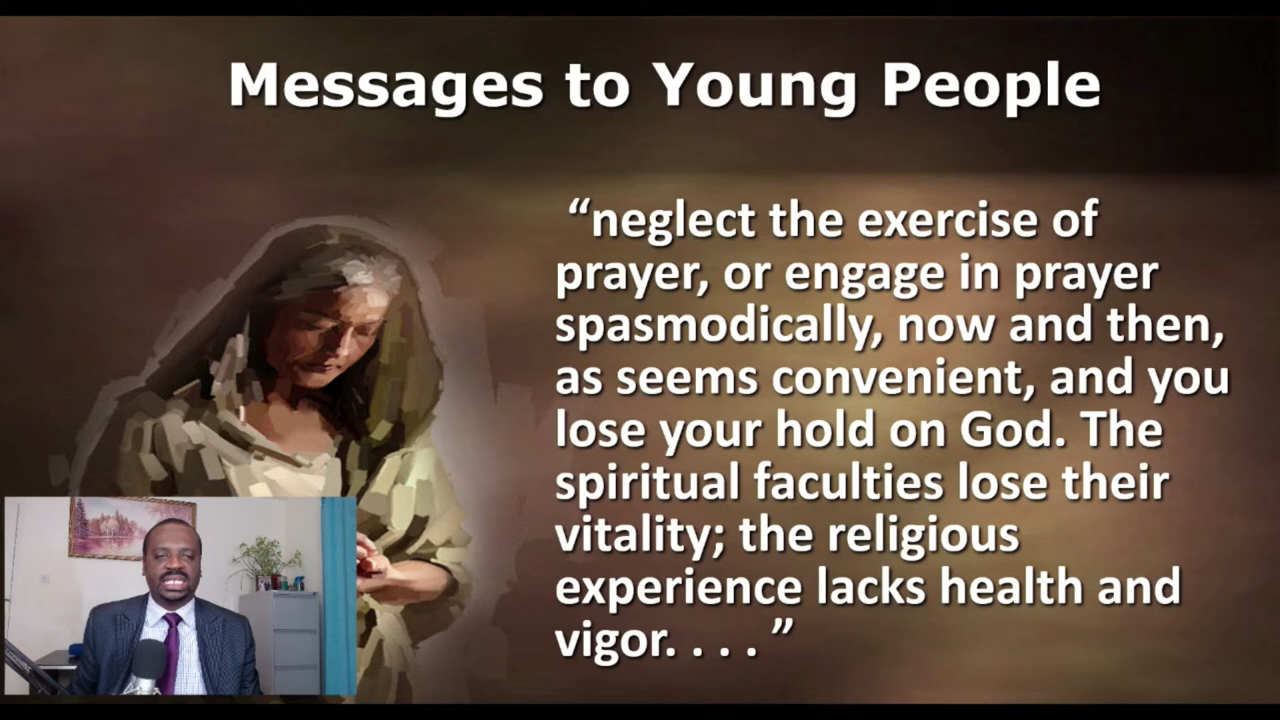 Messages to Young People
“neglect the exercise of
prayer, or engage in prayer
spasmodically, now and then,
as seems convenient, and you
lose your hold on God. The
spiritual faculties lose their
vitality; the religious
experience lacks health and
vigor. . . . ”